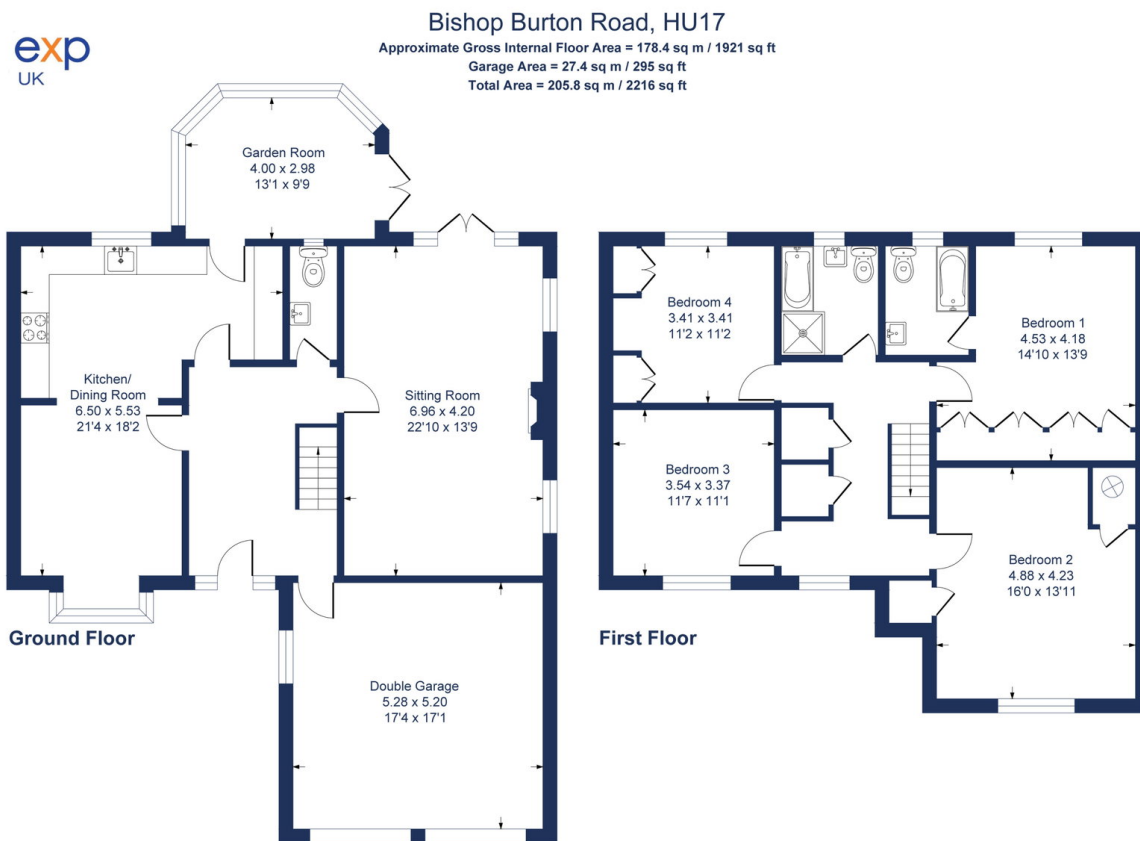 Bishop Burton Road, HU17
Approximate Gross Internal Floor Area = 178.4 sq m / 1921 sq ft
Garage Area = 27.4 sq m / 295 sq ft
Total Area = 205.8 sq m / 2216 sq ft
exp
UK
Garden Room
4.00 x 2.98
13'1 x 9'9
Kitchen/
Dining Room
6.50 x 5.53
21'4 x 18'2
Sitting Room
6.96 x 4.20
22'10 x 13'9
Ground Floor
Double Garage
5.28 x 5.20
17'4 x 17'1
Bedroom 4
3.41 x 3.41
11'2 x 11'2
Bedroom 1
4.53 x 4.18
14'10 x 13'9
Bedroom 3
3.54 x 3.37
11'7 x 11'1
Bedroom 2
4.88 x 4.23
16'0 x 13'11
First Floor